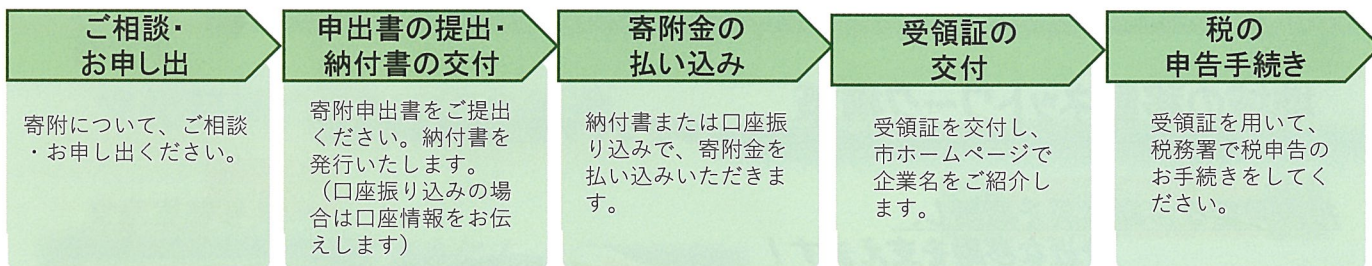 ご相談・
お申し出
寄附について、ご相談
・お申し出ください。
申出書の提出・
納付書の交付
寄附申出書をご提出
ください。納付書を
発行いたします。
（口座振り込みの場
合は口座情報をお伝
えします）
寄附金の
払い込み
納付書または口座振
り込みで、寄附金を
払い込みいただきま
す。
受領証の
交付
受領証を交付し、
市ホームページで
企業名をご紹介し
ます。
税の
申告手続き
受領証を用いて、
税務署で税申告の
お手続きをしてく
ださい。